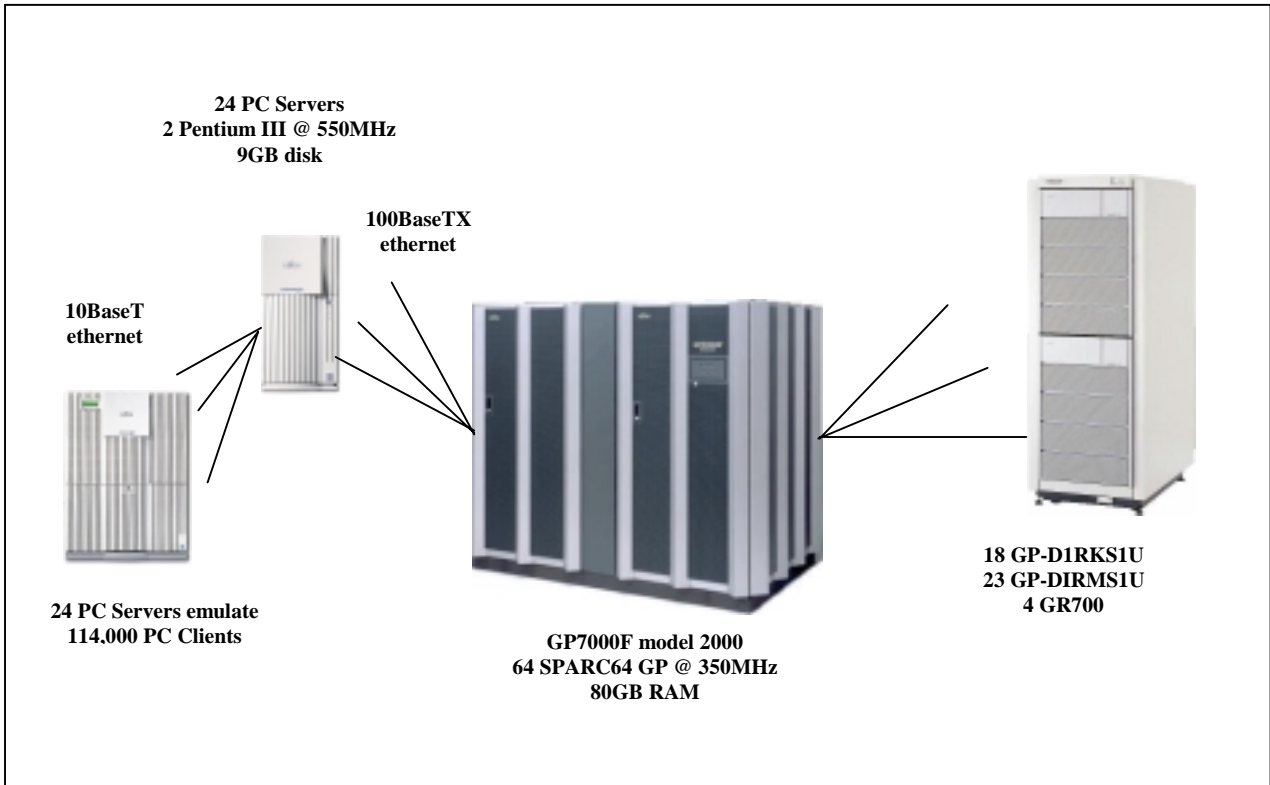 24 PC Servers
2 Pentium III @ 550MHz
9GB disk
100BaseTX
ethernet
10BaseT
ethernet
24 PC Servers emulate
114,000 PC Clients
GP7000F model 2000
64 SPARC64 GP @ 350MHz
80GB RAM
18 GP-D1RKS1U
23 GP-DIRMS1U
4 GR700